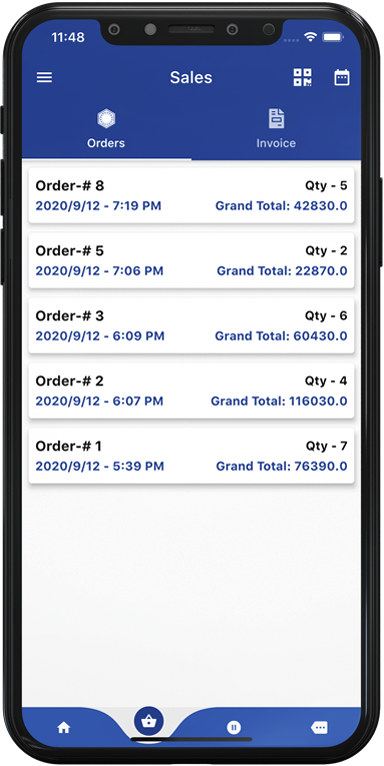 11:48
Sales
Orders Invoice
Order-# 8 Qty - 5
2020/9/12 - 7:19 PM Grand Total: 42830.0
Order-# 5 Qty - 2
2020/9/12 - 7:06 PM Grand Total: 22870.0
Order-# 3 Qty - 6
2020/9/12 - 6:09 PM Grand Total: 60430.0
Order-# 2 Qty - 4
2020/9/12 - 6:07 PM Grand Total: 116030.0
Order-# 1 Qty - 7
2020/9/12 - 5:39 PM Grand Total: 76390.0